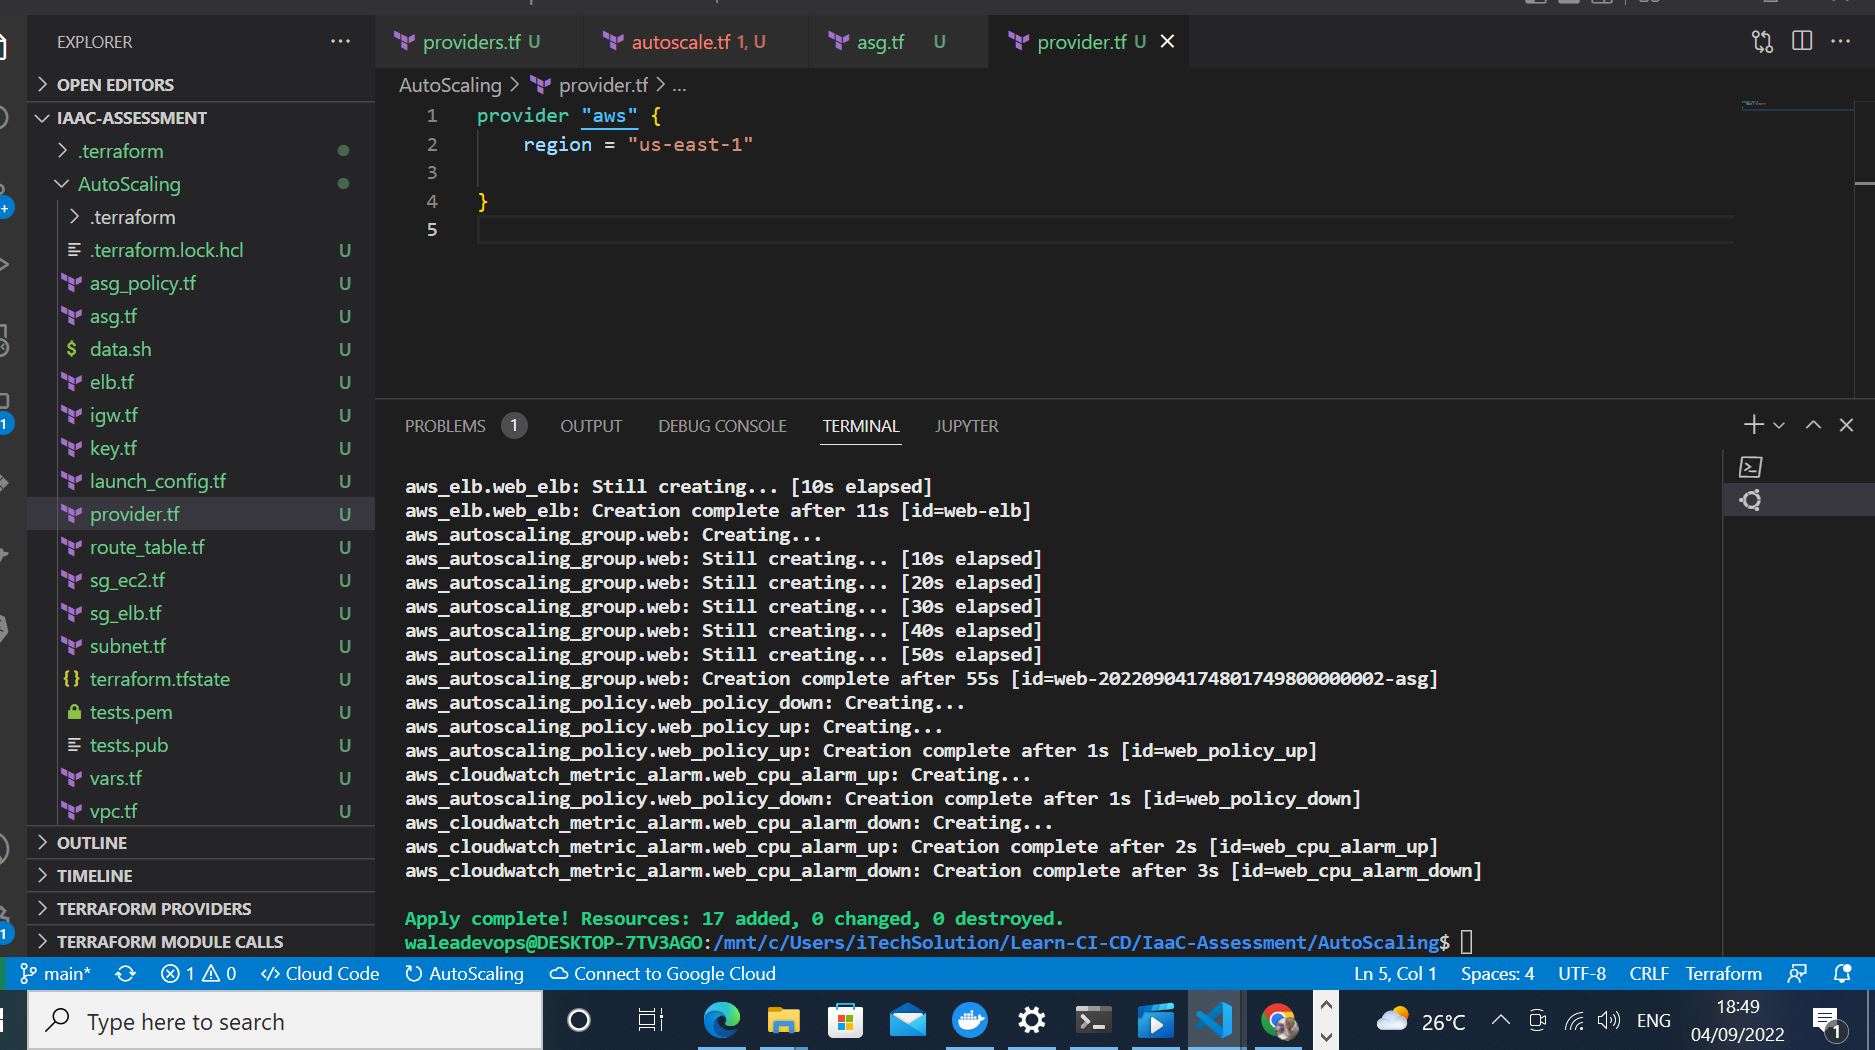 EXPLORER
OPEN EDITORS
IAAC-ASSESSMENT
.terraform
AutoScaling
.terraform
.terraform.lock.hcl U
asg_policy.tf U
asg.tf U
data.sh U
elb.tf U
igw.tf U
key.tf U
launch_config.tf U
provider.tf U
route_table.tf U
sg_ec2.tf U
sg_elb.tf U
subnet.tf U
terraform.tfstate U
tests.pem U
tests.pub U
vars.tf U
vpc.tf U
OUTLINE
TIMELINE
TERRAFORM PROVIDERS
TERRAFORM MODULE CALLS
providers.tf U autoscale.tf 1, U asg.tf U provider.tf U
AutoScaling > provider.tf > ...
1 provider "aws" {
2 region = "us-east-1"
3
4 }
5
PROBLEMS 1 OUTPUT DEBUG CONSOLE TERMINAL JUPYTER
aws_elb.web_elb: Still creating... [10s elapsed]
aws_elb.web_elb: Creation complete after 11s [id=web-elb]
aws_autoscaling_group.web: Creating...
aws_autoscaling_group.web: Still creating... [10s elapsed]
aws_autoscaling_group.web: Still creating... [20s elapsed]
aws_autoscaling_group.web: Still creating... [30s elapsed]
aws_autoscaling_group.web: Still creating... [40s elapsed]
aws_autoscaling_group.web: Still creating... [50s elapsed]
aws_autoscaling_group.web: Creation complete after 55s [id=web-20220904174801749800000002-asg]
aws_autoscaling_policy.web_policy_down: Creating...
aws_autoscaling_policy.web_policy_up: Creating...
aws_autoscaling_policy.web_policy_up: Creation complete after 1s [id=web_policy_up]
aws_cloudwatch_metric_alarm.web_cpu_alarm_up: Creating...
aws_autoscaling_policy.web_policy_down: Creation complete after 1s [id=web_policy_down]
aws_cloudwatch_metric_alarm.web_cpu_alarm_down: Creating...
aws_cloudwatch_metric_alarm.web_cpu_alarm_up: Creation complete after 2s [id=web_cpu_alarm_up]
aws_cloudwatch_metric_alarm.web_cpu_alarm_down: Creation complete after 3s [id=web_cpu_alarm_down]
Apply complete! Resources: 17 added, 0 changed, 0 destroyed.
waleadevops@DESKTOP-7TV3AGO:/mnt/c/Users/iTechSolution/Learn-CI-CD/IaaC-Assessment/AutoScaling$
1
1
main* 1 0 Cloud Code AutoScaling Connect to Google Cloud Ln 5, Col 1 Spaces: 4 UTF-8 CRLF Terraform
Type here to search 26°C ENG 18:49
04/09/2022
1